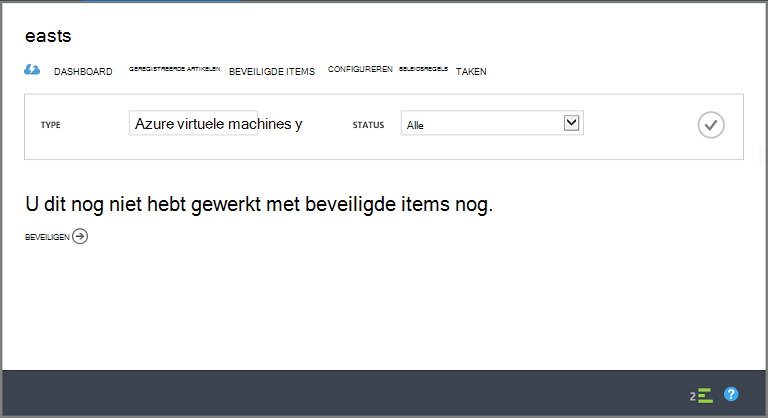 easts
DASHBOARD GEREGISTREERDE ARTIKELEN BEVEILIGDE ITEMS CONFIGUREREN BELEIDSREGELS TAKEN
TYPE Azure virtuele machines y STATUS Alle
U dit nog niet hebt gewerkt met beveiligde items nog.
BEVEILIGEN
2 ?